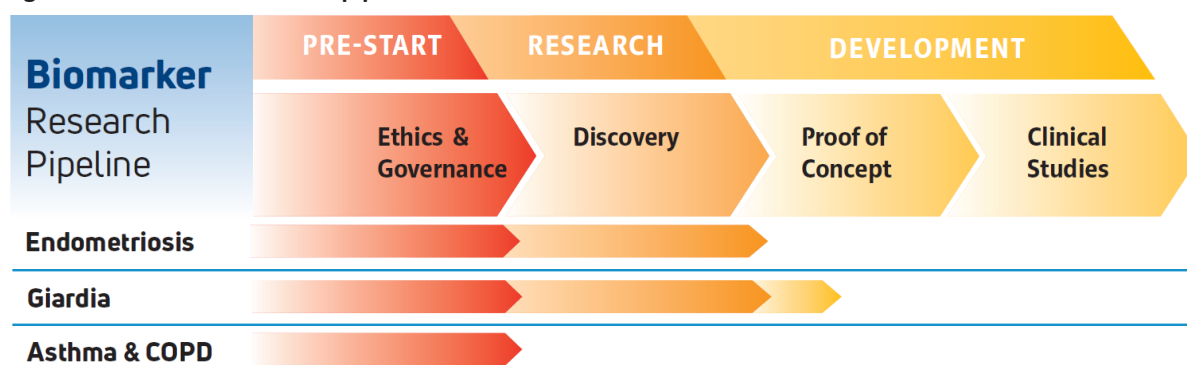 PRE-START RESEARCH DEVELOPMENT
Biomarker
Research
Pipeline
Ethics &
Governance
Discovery
Proof of
Concept
Clinical
Studies
Endometriosis
Giardia
Asthma & COPD